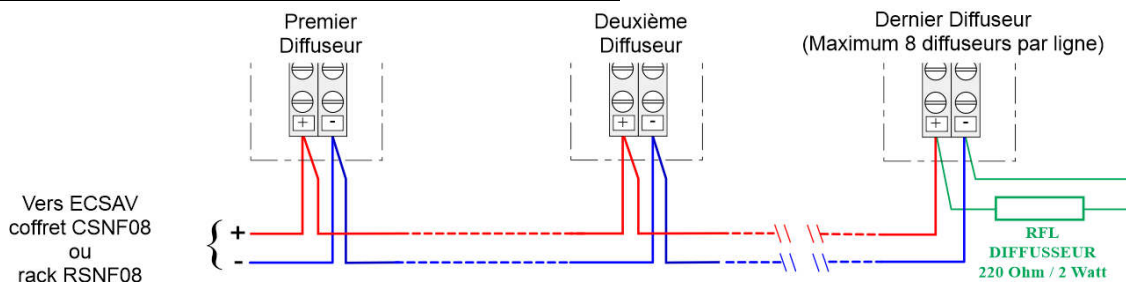 Premier
Diffuseur
Deuxième
Diffuseur
Dernier Diffuseur
(Maximum 8 diffuseurs par ligne)
+ -
+ -
+ -
Vers ECSAV
coffret CSNF08
ou
rack RSNF08
+
-
RFL
DIFFUSSEUR
220 Ohm / 2 Watt